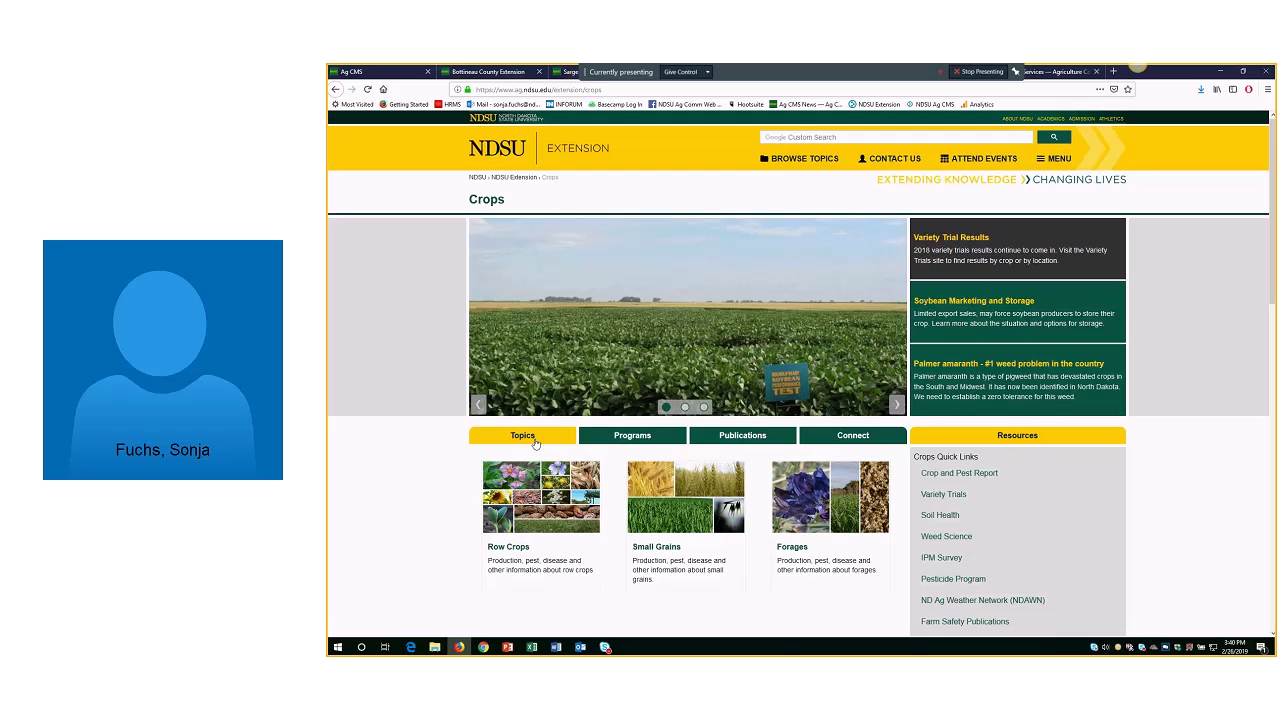 Fuchs, Sonja
Ag CMS
Bottineau County Extension
Sarge
Currently presenting
Give Control
Stop Presenting
Services — Agriculture Co
https://www.ag.ndsu.edu/extension/crops
Most Visited
Getting Started
HRMS
Mail - sonja.fuchs@nd...
INFORUM
Basecamp Log In
NDSU Ag Comm Web ...
Hootsuite
Ag CMS News — Ag C...
NDSU Extension
NDSU Ag CMS
Analytics
NDSU NORTH DAKOTA STATE UNIVERSITY
ABOUT NDSU ACADEMICS ADMISSION ATHLETICS
NDSU EXTENSION
Google Custom Search
BROWSE TOPICS CONTACT US ATTEND EVENTS MENU
NDSU › NDSU Extension › Crops
EXTENDING KNOWLEDGE CHANGING LIVES
Crops
Variety Trial Results
2018 variety trials results continue to come in. Visit the Variety
Trials site to find results by crop or by location.
Soybean Marketing and Storage
Limited export sales, may force soybean producers to store their
crop. Learn more about the situation and options for storage.
Palmer amaranth - #1 weed problem in the country
Palmer amaranth is a type of pigweed that has devastated crops in
the South and Midwest. It has now been identified in North Dakota.
We need to establish a zero tolerance for this weed.
SOYBEAN
PERFORMANCE
TEST
Topics Programs Publications Connect Resources
Row Crops
Production, pest, disease and
other information about row crops
Small Grains
Production, pest, disease and
other information about small
grains.
Forages
Production, pest, disease and
other information about forages.
Crops Quick Links
Crop and Pest Report
Variety Trials
Soil Health
Weed Science
IPM Survey
Pesticide Program
ND Ag Weather Network (NDAWN)
Farm Safety Publications
3:40 PM
2/26/2019